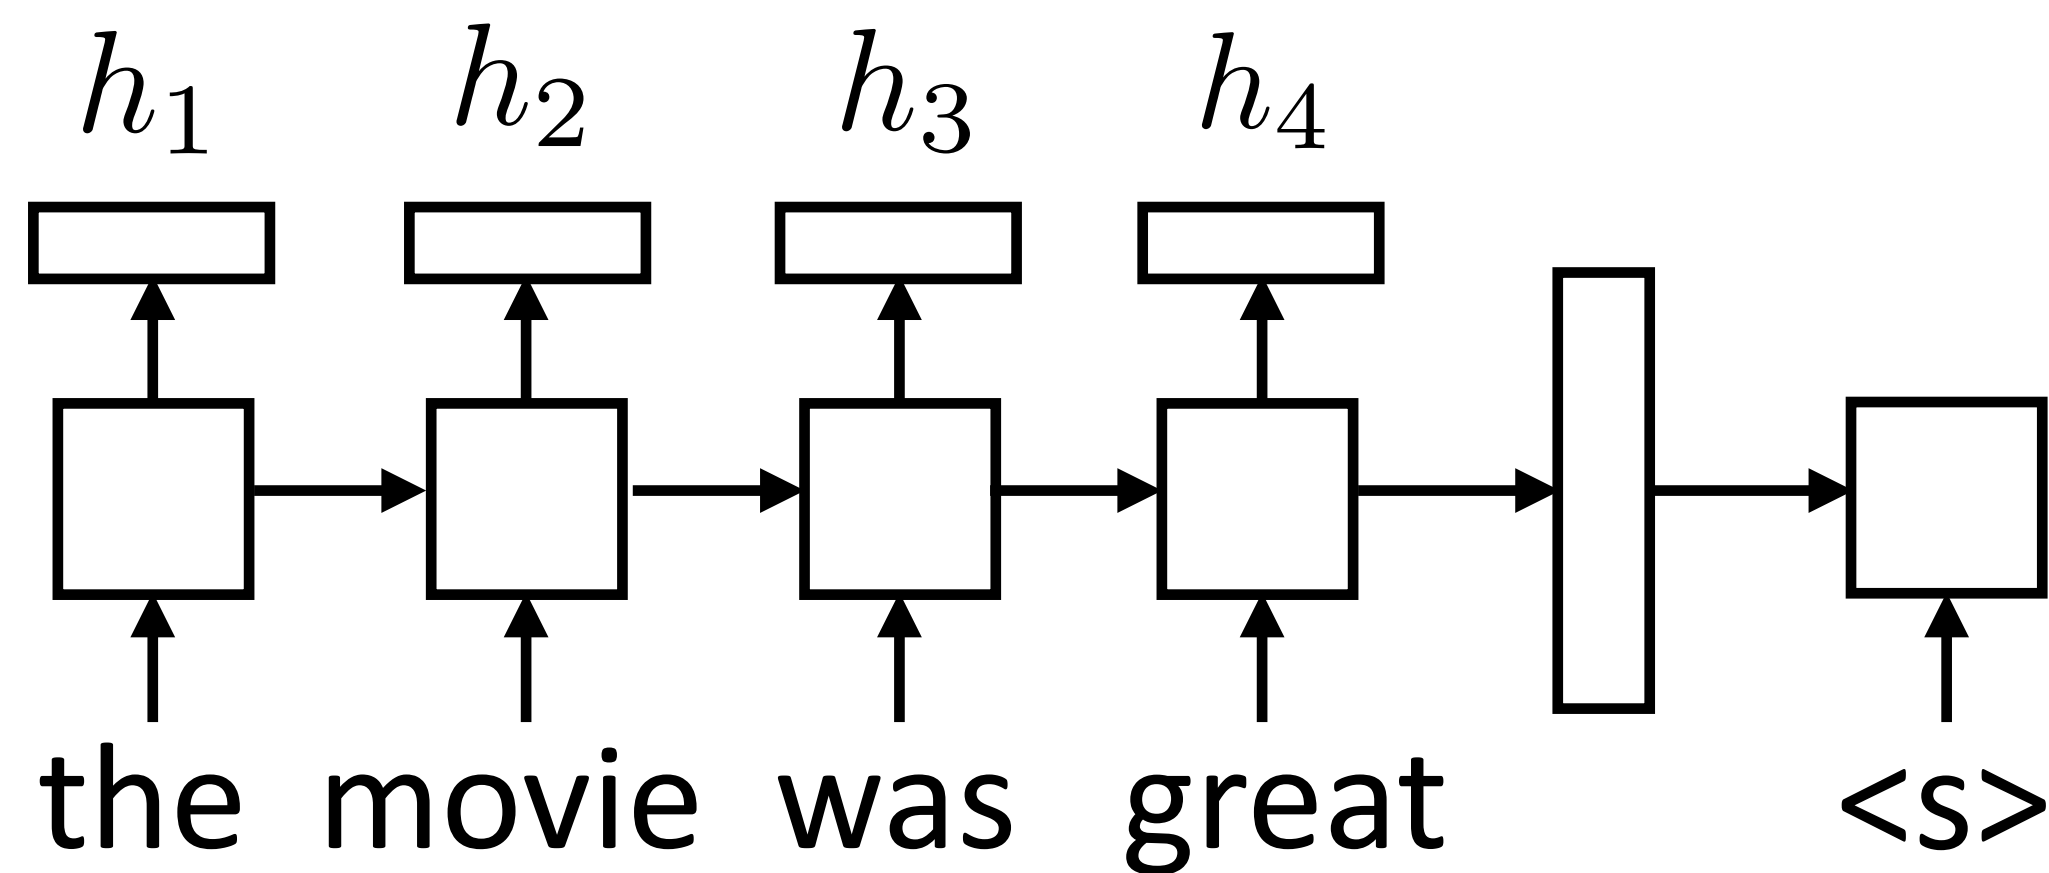 h₁ h₂ h₃ h₄
the movie was great <s>